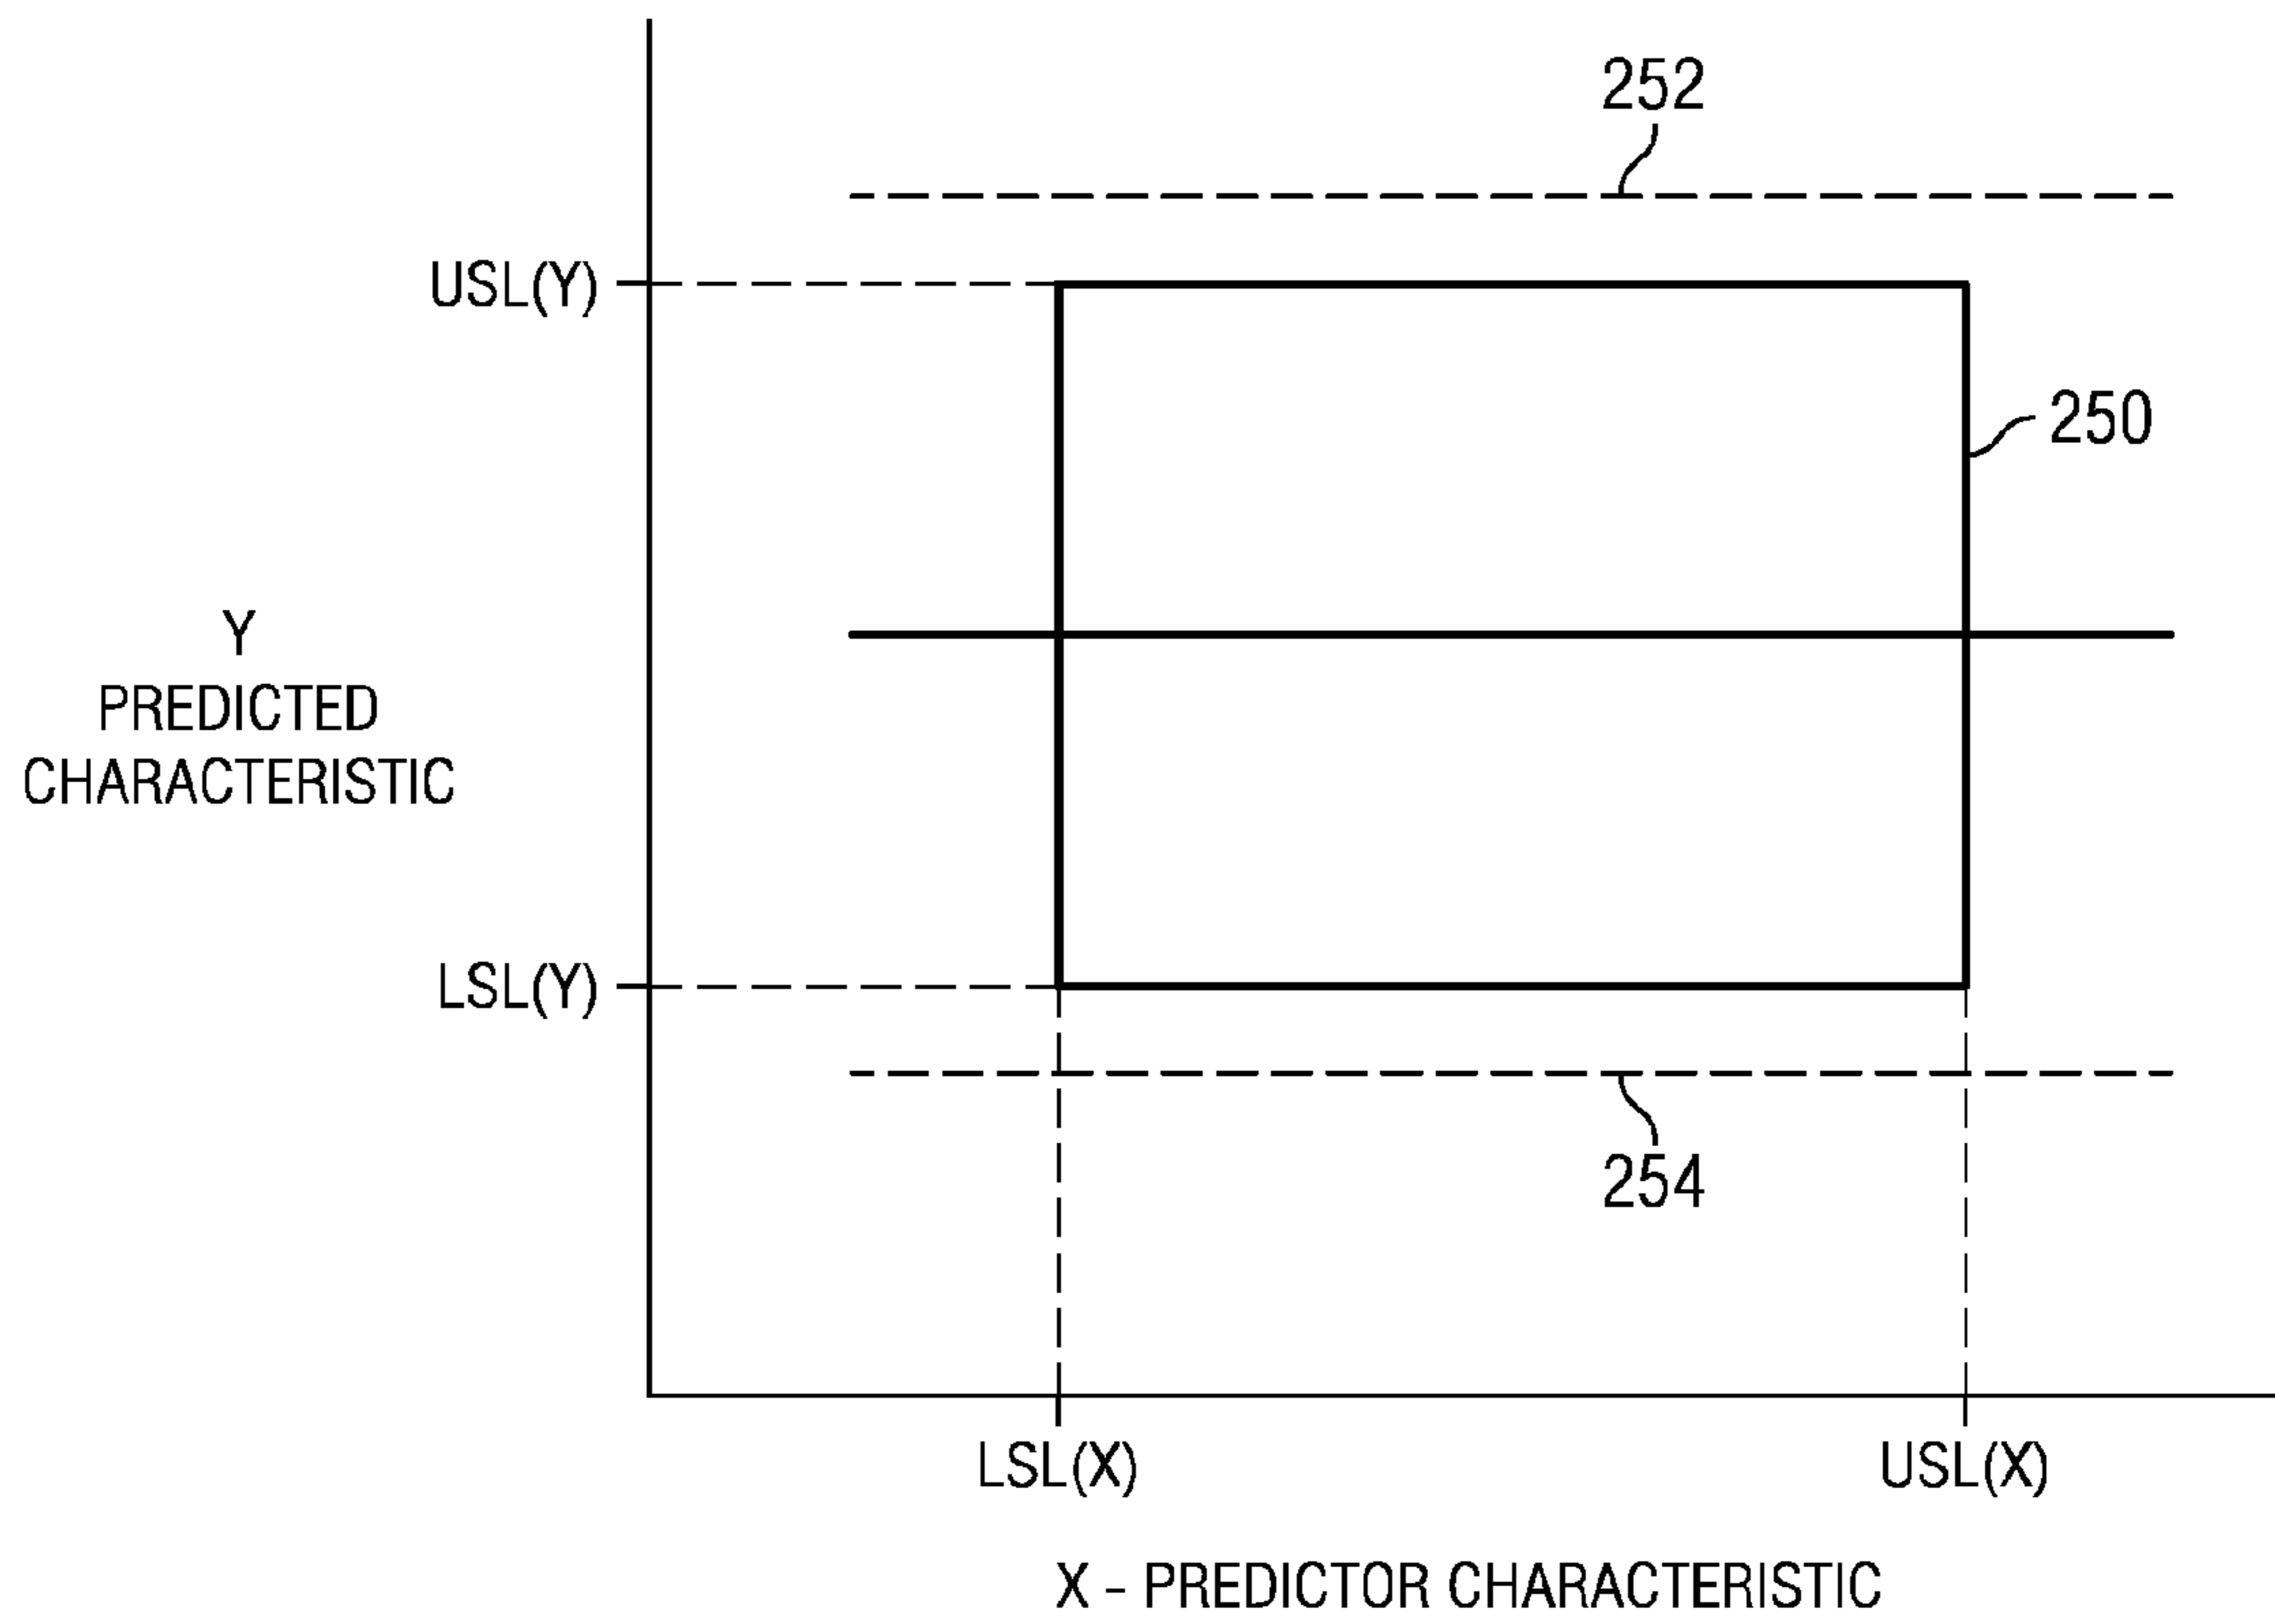 252
USL(Y)
250
Y
PREDICTED
CHARACTERISTIC
LSL(Y)
254
LSL(X)
USL(X)
X - PREDICTOR CHARACTERISTIC